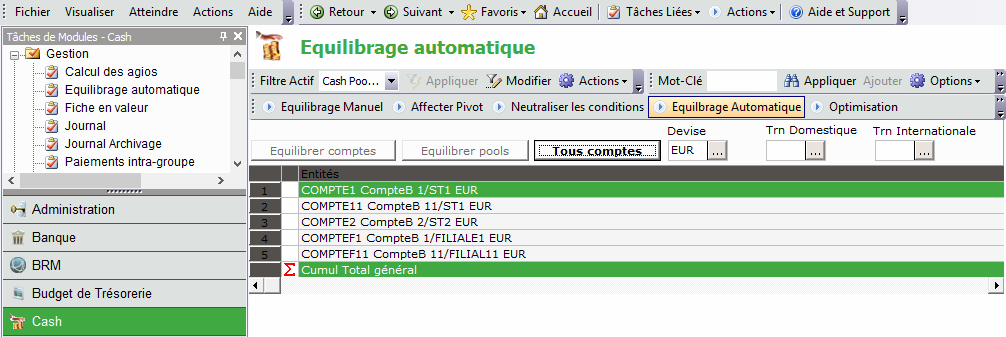 Fichier Visualiser Atteindre Actions Aide Retour Suivant Favoris Accueil Tâches Liées Actions Aide et Support
Tâches de Modules - Cash
Gestion
Calcul des agios
Equilibrage automatique
Fiche en valeur
Journal
Journal Archivage
Paiements intra-groupe
Administration
Banque
BRM
Budget de Trésorerie
Cash
Equilibrage automatique
Filtre Actif Cash Poo... Appliquer Modifier Actions Mot-Clé Appliquer Ajouter Options
Equilibrage Manuel Affecter Pivot Neutraliser les conditions Equilbrage Automatique Optimisation
Devise Trn Domestique Trn Internationale
Equilibrer comptes Equilibrer pools Tous comptes EUR ... ... ...
Entités
1 COMPTE1 CompteB 1/ST1 EUR
2 COMPTE11 CompteB 11/ST1 EUR
3 COMPTE2 CompteB 2/ST2 EUR
4 COMPTEF1 CompteB 1/FILIALE1 EUR
5 COMPTEF11 CompteB 11/FILIAL11 EUR
Σ Cumul Total général